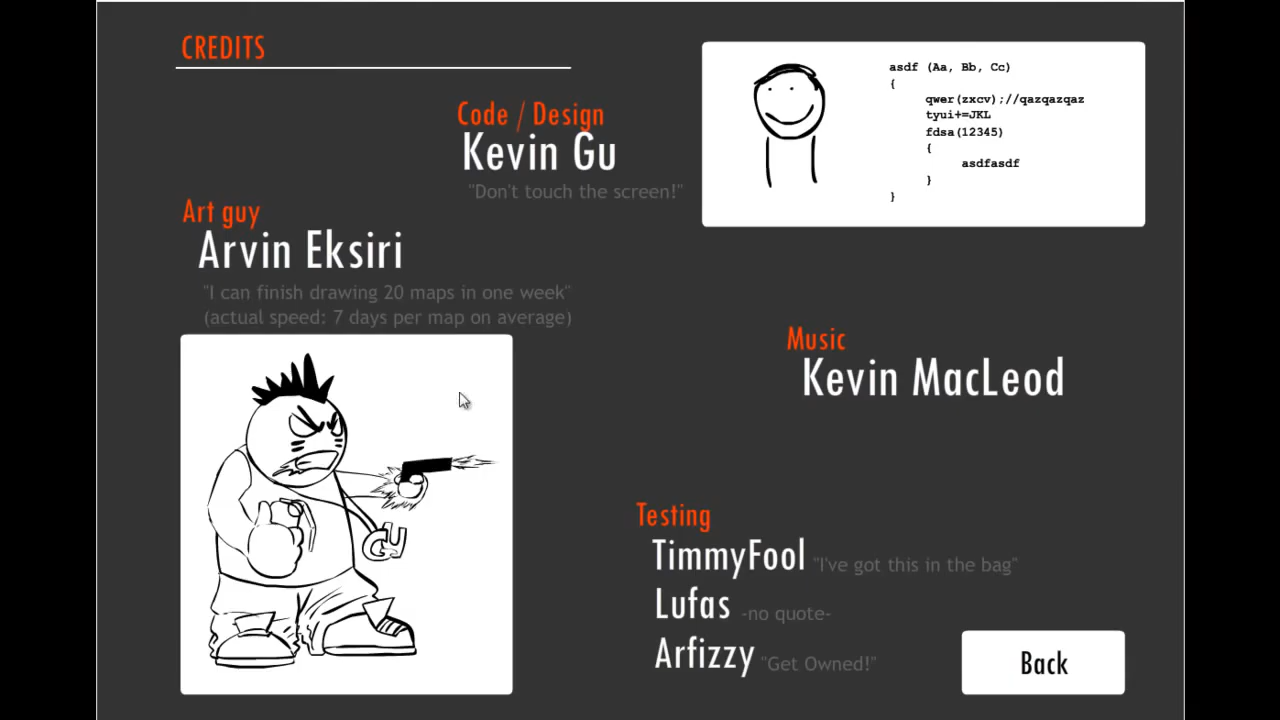 CREDITS
Code / Design
Kevin Gu
"Don't touch the screen!"
asdf (Aa, Bb, Cc)
{
qwer(zxcv);//qazqazqaz
tyui+=JKL
fdsa(12345)
{
asdfasdf
}
}
Art guy
Arvin Eksiri
"I can finish drawing 20 maps in one week"
(actual speed: 7 days per map on average)
GU
Music
Kevin MacLeod
Testing
TimmyFool "I've got this in the bag"
Lufas -no quote-
Arfizzy "Get Owned!"
Back